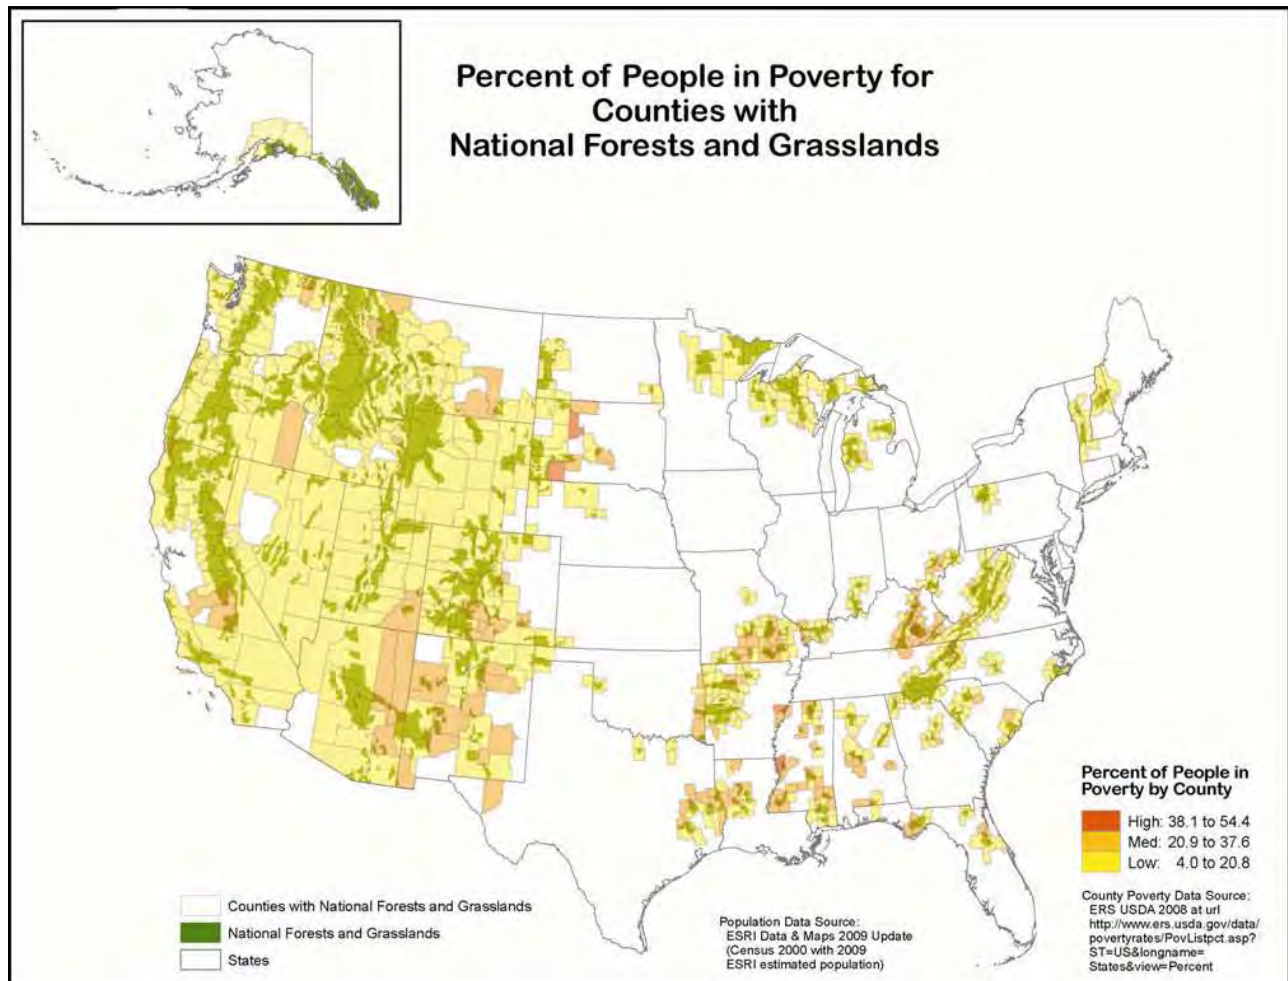 Percent of People in Poverty for
Counties with
National Forests and Grasslands
Percent of People in
Poverty by County
High: 38.1 to 54.4
Med: 20.9 to 37.6
Low: 4.0 to 20.8
County Poverty Data Source:
ERS USDA 2008 at url
http://www.ers.usda.gov/data/
povertyrates/PovListpct.asp?
ST=US&longname=
States&view=Percent
Counties with National Forests and Grasslands
National Forests and Grasslands
States
Population Data Source:
ESRI Data & Maps 2009 Update
(Census 2000 with 2009
ESRI estimated population)